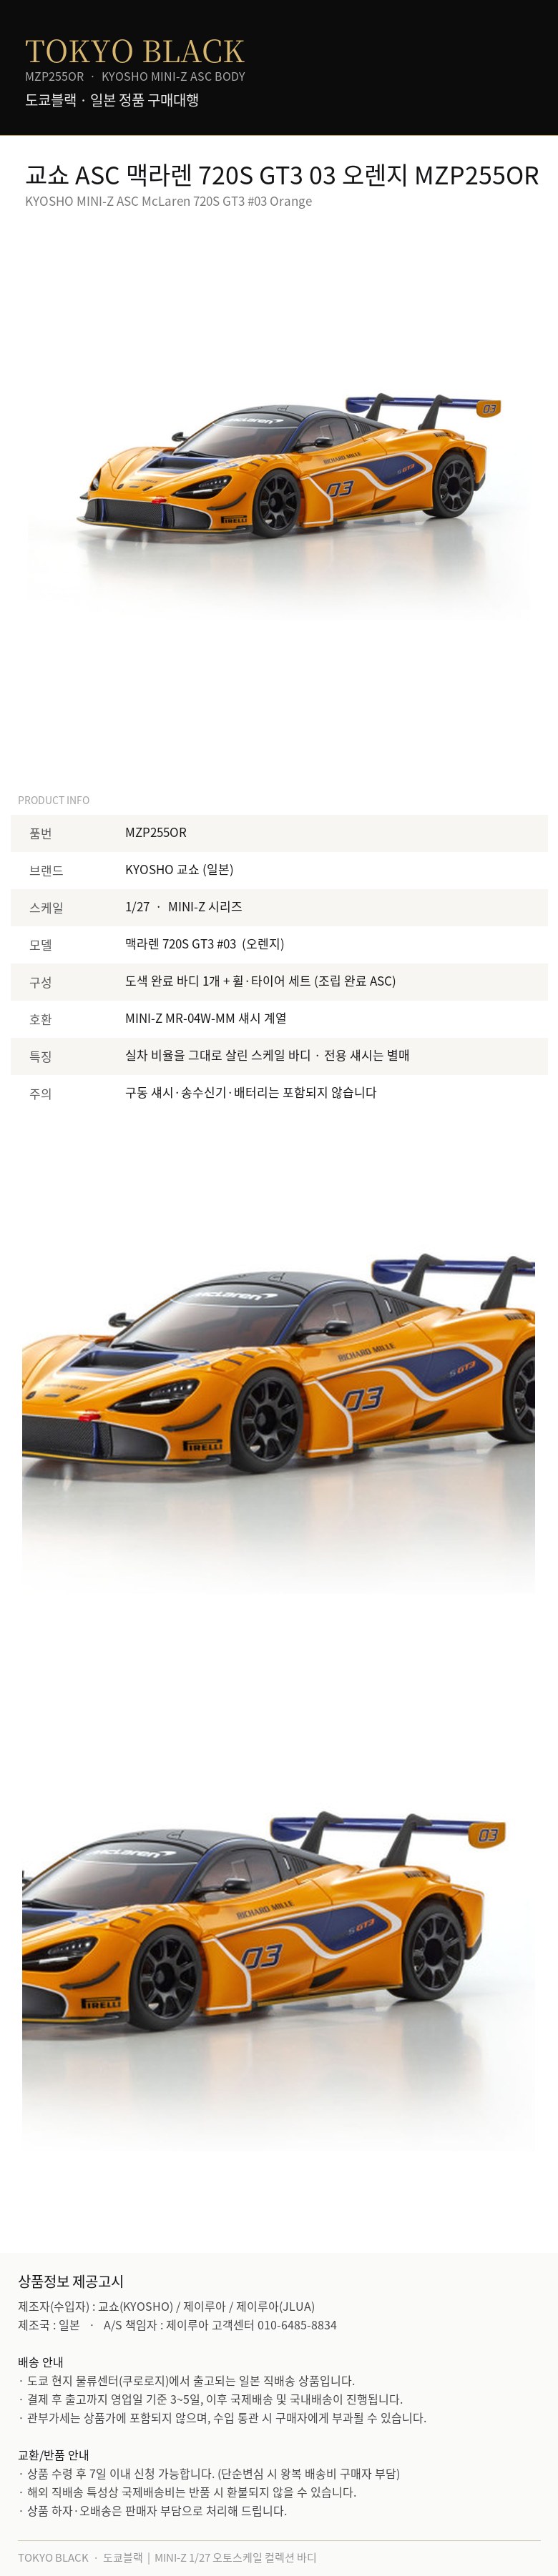 TOKYO BLACK
MZP255OR · KYOSHO MINI-Z ASC BODY
도쿄블랙 · 일본 정품 구매대행
교쇼 ASC 맥라렌 720S GT3 03 오렌지 MZP255OR
KYOSHO MINI-Z ASC McLaren 720S GT3 #03 Orange
McLaren
03
RICHARD MILLE
S GT3
03
PIRELLI
PRODUCT INFO
품번 MZP255OR
브랜드 KYOSHO 교쇼 (일본)
스케일 1/27 · MINI-Z 시리즈
모델 맥라렌 720S GT3 #03 (오렌지)
구성 도색 완료 바디 1개 + 휠·타이어 세트 (조립 완료 ASC)
호환 MINI-Z MR-04W-MM 섀시 계열
특징 실차 비율을 그대로 살린 스케일 바디 · 전용 섀시는 별매
주의 구동 섀시·송수신기·배터리는 포함되지 않습니다
McLaren
RICHARD MILLE
S GT3
03
PIRELLI
McLaren
03
RICHARD MILLE
S GT3
03
PIRELLI
상품정보 제공고시
제조자(수입자) : 교쇼(KYOSHO) / 제이루아 / 제이루아(JLUA)
제조국 : 일본 · A/S 책임자 : 제이루아 고객센터 010-6485-8834
배송 안내
· 도쿄 현지 물류센터(쿠로로지)에서 출고되는 일본 직배송 상품입니다.
· 결제 후 출고까지 영업일 기준 3~5일, 이후 국제배송 및 국내배송이 진행됩니다.
· 관부가세는 상품가에 포함되지 않으며, 수입 통관 시 구매자에게 부과될 수 있습니다.
교환/반품 안내
· 상품 수령 후 7일 이내 신청 가능합니다. (단순변심 시 왕복 배송비 구매자 부담)
· 해외 직배송 특성상 국제배송비는 반품 시 환불되지 않을 수 있습니다.
· 상품 하자·오배송은 판매자 부담으로 처리해 드립니다.
TOKYO BLACK · 도쿄블랙 | MINI-Z 1/27 오토스케일 컬렉션 바디